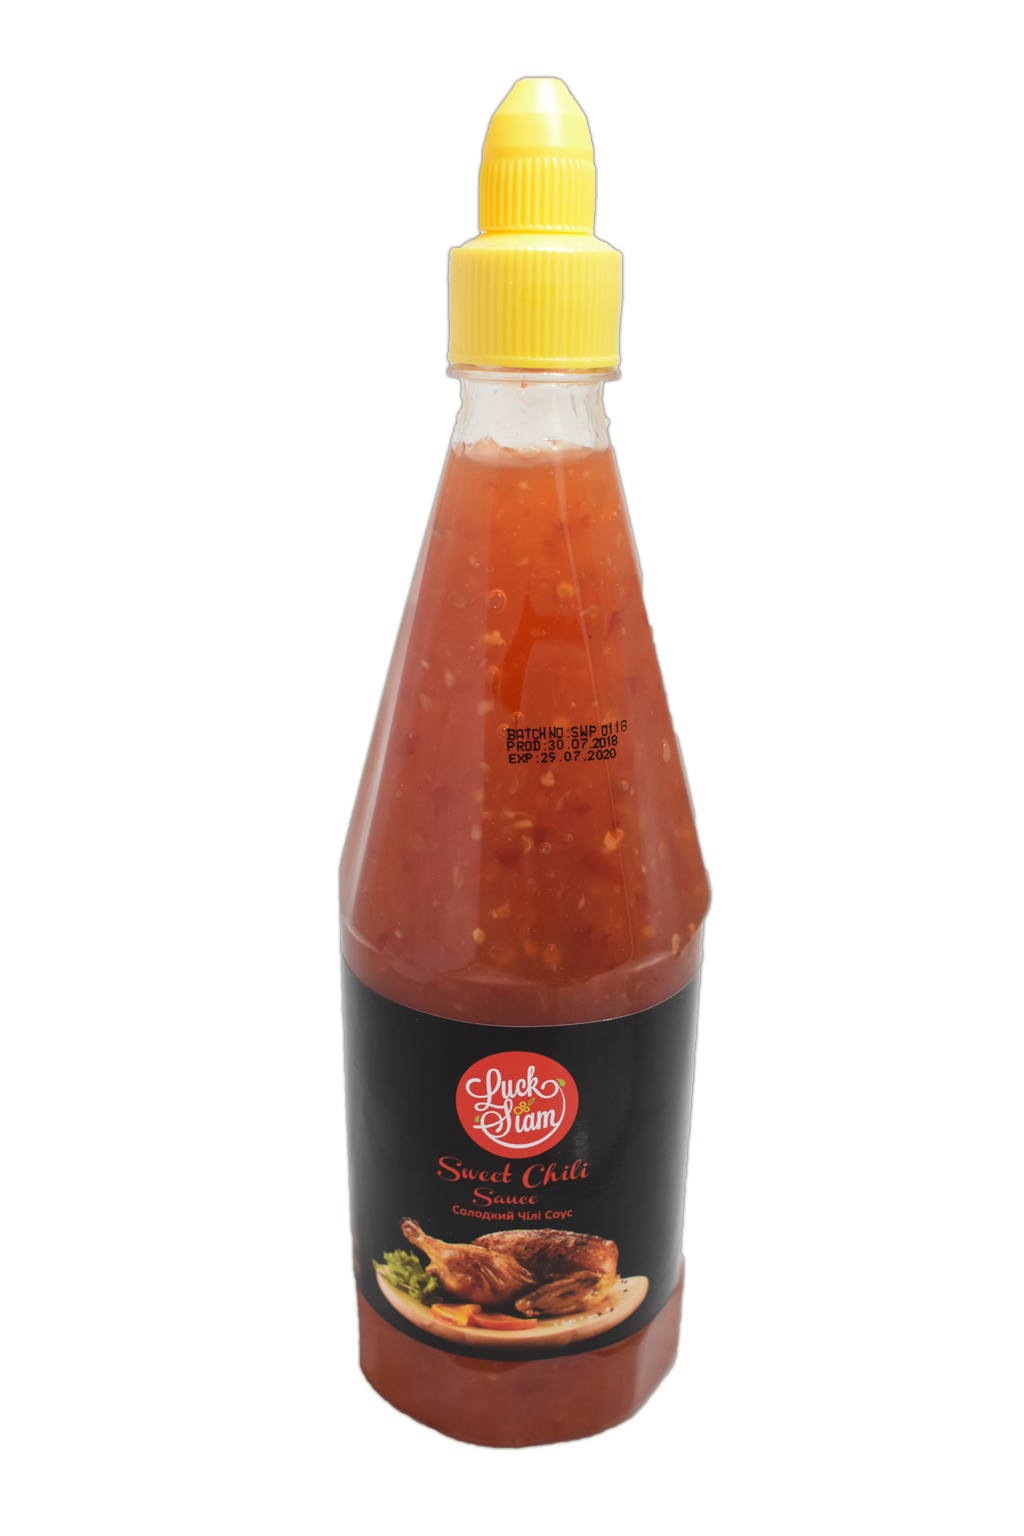 BATCH NO:SWP 0118
PROD:30.07.2018
EXP:29.07.2020
Luck
Siam
Sweet Chili
Sauce
Солодкий Чілі Соус